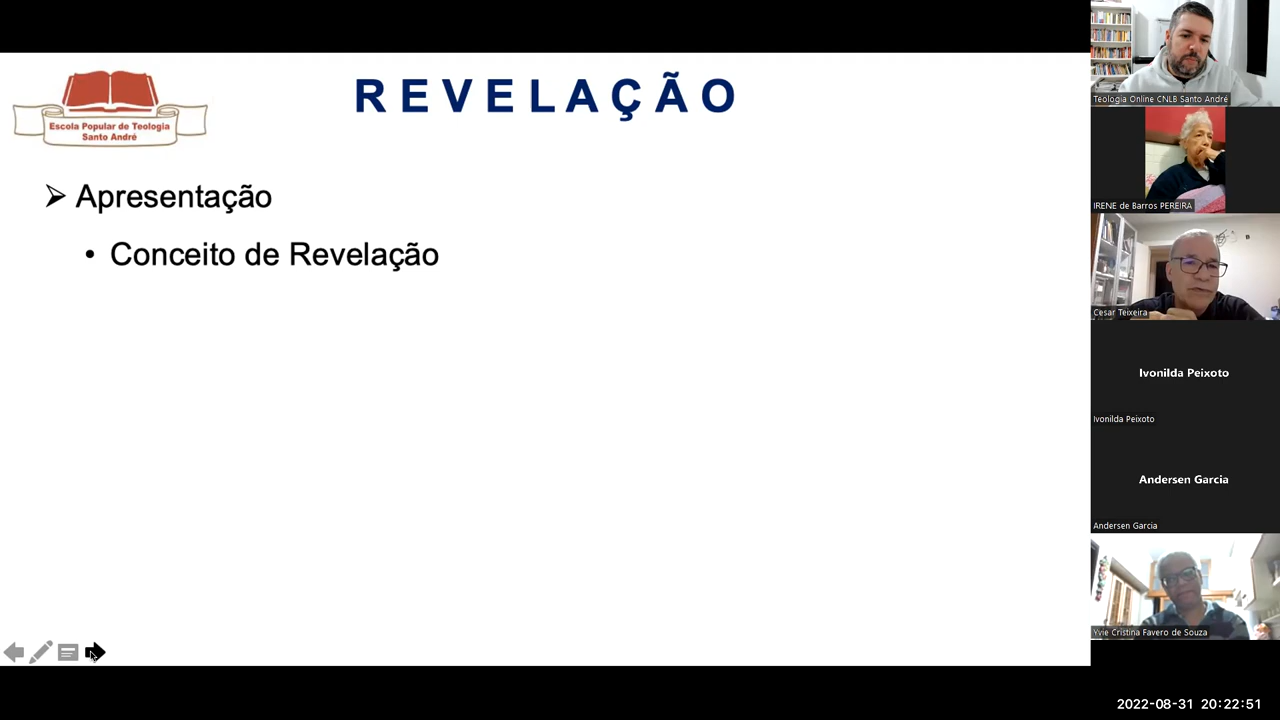 Escola Popular de Teologia
Santo André
REVELAÇÃO
Apresentação
Conceito de Revelação
Teologia Online CNLB Santo André
IRENE de Barros PEREIRA
Cesar Teixeira
Ivonilda Peixoto
Ivonilda Peixoto
Andersen Garcia
Andersen Garcia
Yvie Cristina Favero de Souza
2022-08-31 20:22:51